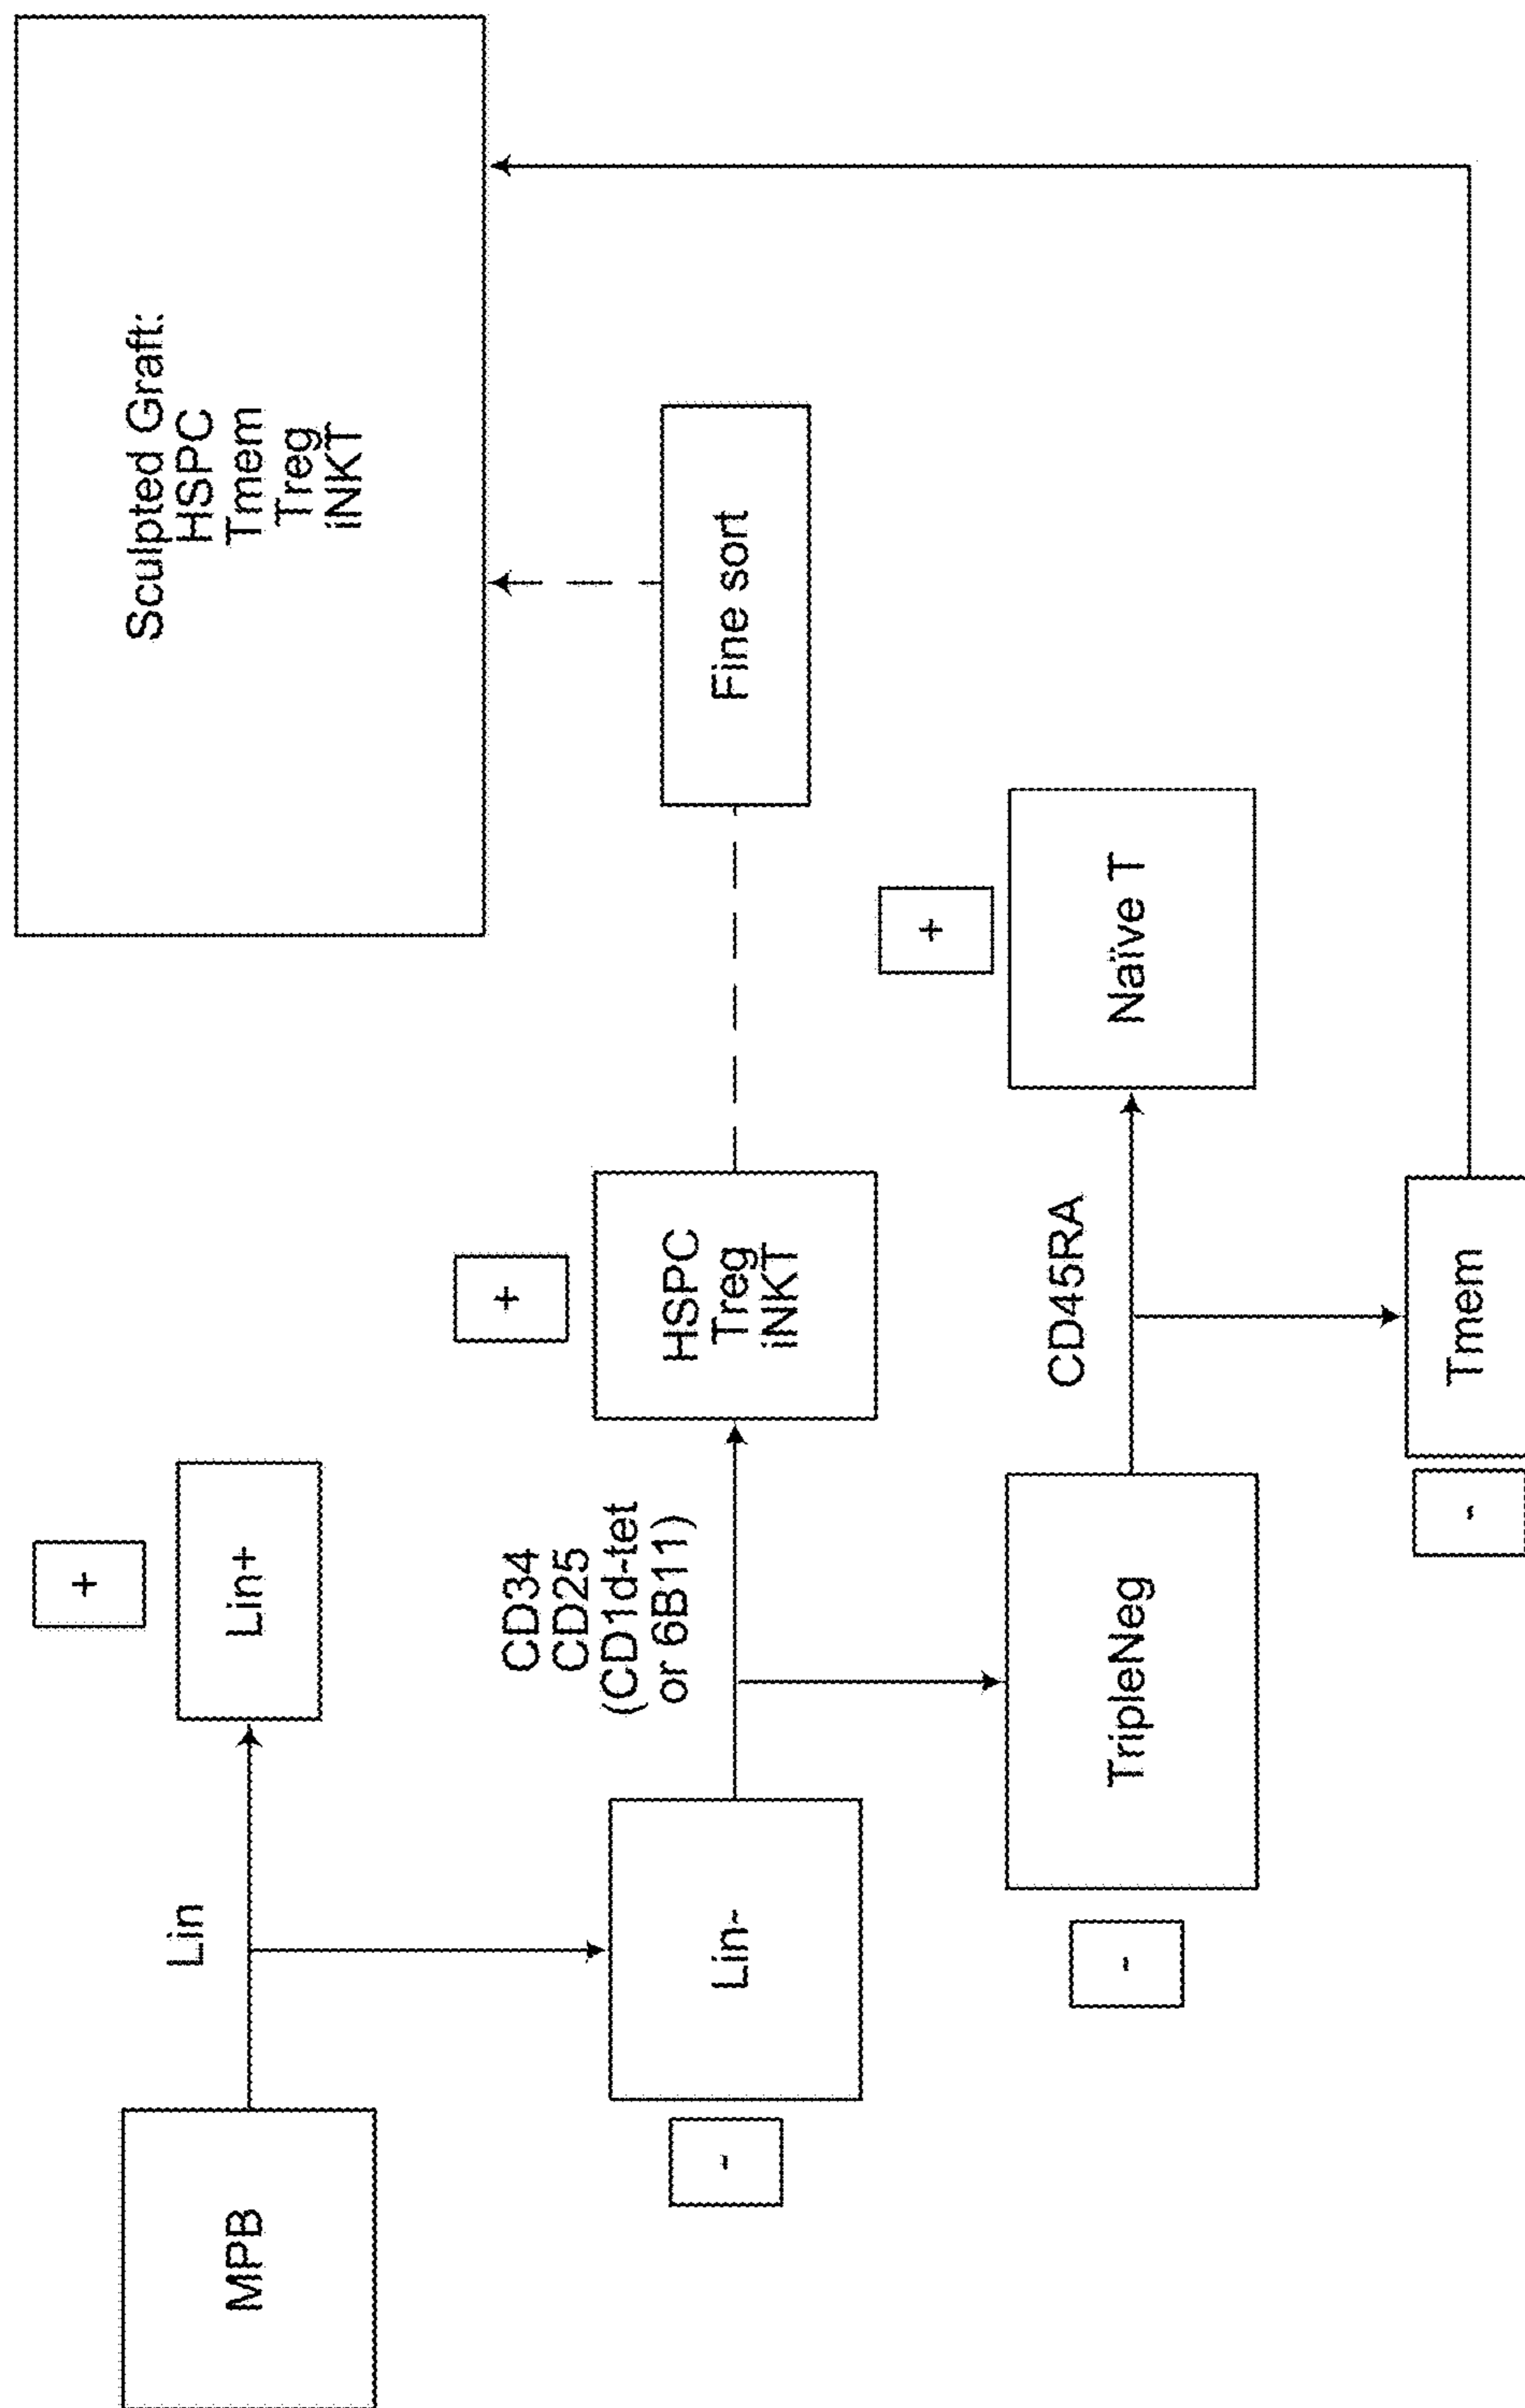 MPB
Lin
+
Lin+
-
Lin-
CD34
CD25
(CD1d-tet
or 6B11)
+
HSPC
Treg
iNKT
Fine sort
Sculpted Graft:
HSPC
Tmem
Treg
iNKT
-
TripleNeg
CD45RA
+
Naïve T
-
Tmem